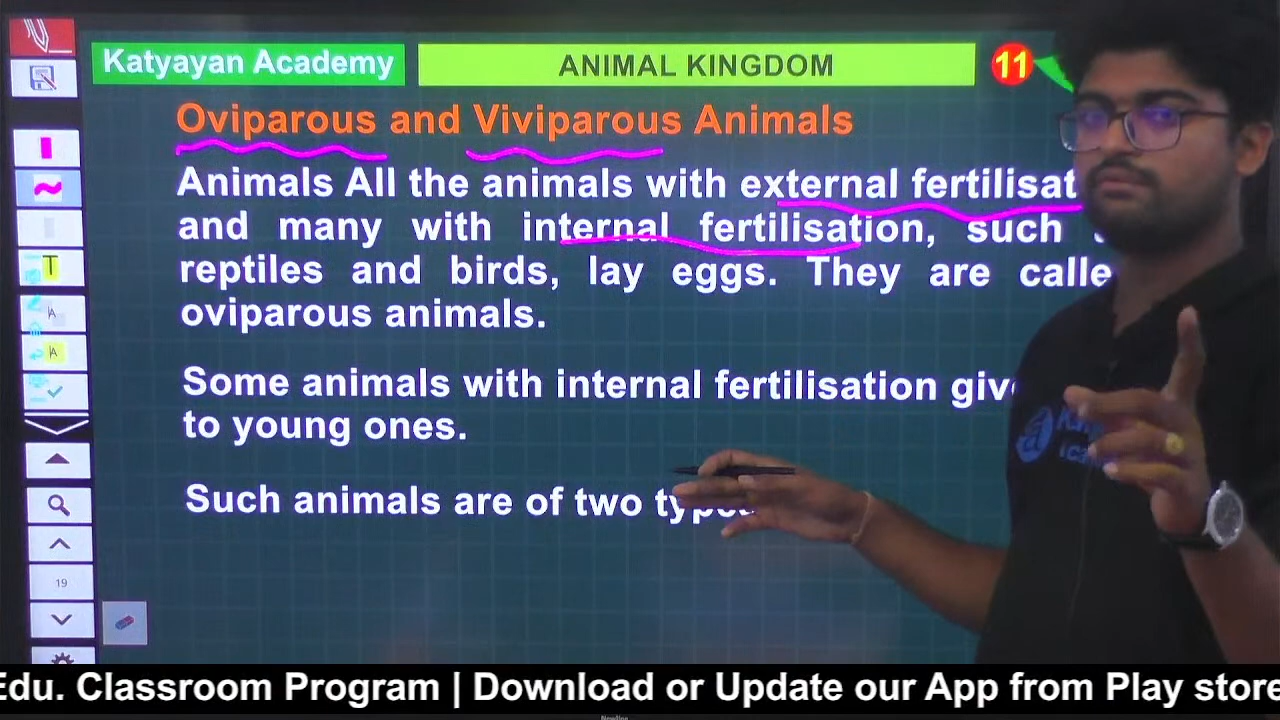 Katyayan Academy
ANIMAL KINGDOM
11
Oviparous and Viviparous Animals
Animals All the animals with external fertilisat
and many with internal fertilisation, such
reptiles and birds, lay eggs. They are calle
oviparous animals.
Some animals with internal fertilisation giv
to young ones.
Such animals are of two types
T
A
A
19
Edu. Classroom Program | Download or Update our App from Play store
Newline